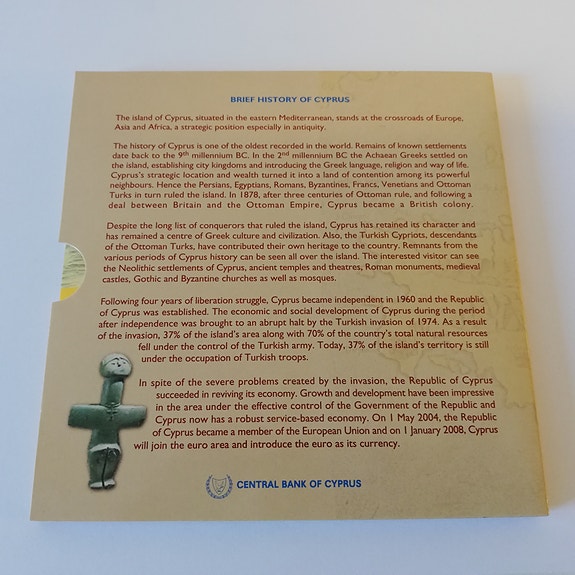 BRIEF HISTORY OF CYPRUS
The island of Cyprus, situated in the eastern Mediterranean, stands at the crossroads of Europe,
Asia and Africa, a strategic position especially in antiquity.
The history of Cyprus is one of the oldest recorded in the world. Remains of known settlements
date back to the 9th millennium BC. In the 2nd millennium BC the Achaean Greeks settled on
the island, establishing city kingdoms and introducing the Greek language, religion and way of life.
Cyprus's strategic location and wealth turned it into a land of contention among its powerful
neighbours. Hence the Persians, Egyptians, Romans, Byzantines, Francs, Venetians and Ottoman
Turks in turn ruled the island. In 1878, after three centuries of Ottoman rule, and following a
deal between Britain and the Ottoman Empire, Cyprus became a British colony.
Despite the long list of conquerors that ruled the island, Cyprus has retained its character and
has remained a centre of Greek culture and civilization. Also, the Turkish Cypriots, descendants
of the Ottoman Turks, have contributed their own heritage to the country. Remnants from the
various periods of Cyprus history can be seen all over the island. The interested visitor can see
the Neolithic settlements of Cyprus, ancient temples and theatres, Roman monuments, medieval
castles, Gothic and Byzantine churches as well as mosques.
Following four years of liberation struggle, Cyprus became independent in 1960 and the Republic
of Cyprus was established. The economic and social development of Cyprus during the period
after independence was brought to an abrupt halt by the Turkish invasion of 1974. As a result
of the invasion, 37% of the island's area along with 70% of the country's total natural resources
fell under the control of the Turkish army. Today, 37% of the island's territory is still
under the occupation of Turkish troops.
In spite of the severe problems created by the invasion, the Republic of Cyprus
succeeded in reviving its economy. Growth and development have been impressive
in the area under the effective control of the Government of the Republic and
Cyprus now has a robust service-based economy. On 1 May 2004, the Republic
of Cyprus became a member of the European Union and on 1 January 2008, Cyprus
will join the euro area and introduce the euro as its currency.
CENTRAL BANK OF CYPRUS